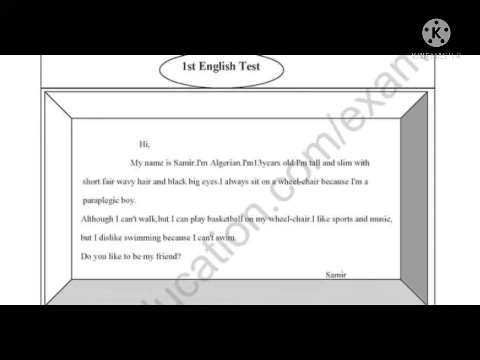 1st English Test
Hi,
My name is Samir.I'm Algerian.I'm13years old.I'm tall and slim with
short fair wavy hair and black big eyes.I always sit on a wheel-chair because I'm a
paraplegic boy.
Although I can't walk,but I can play basketball on my wheel-chair.I like sports and music,
but I dislike swimming because I can't swim.
Do you like to be my friend?
Samir
ducation.com/exam